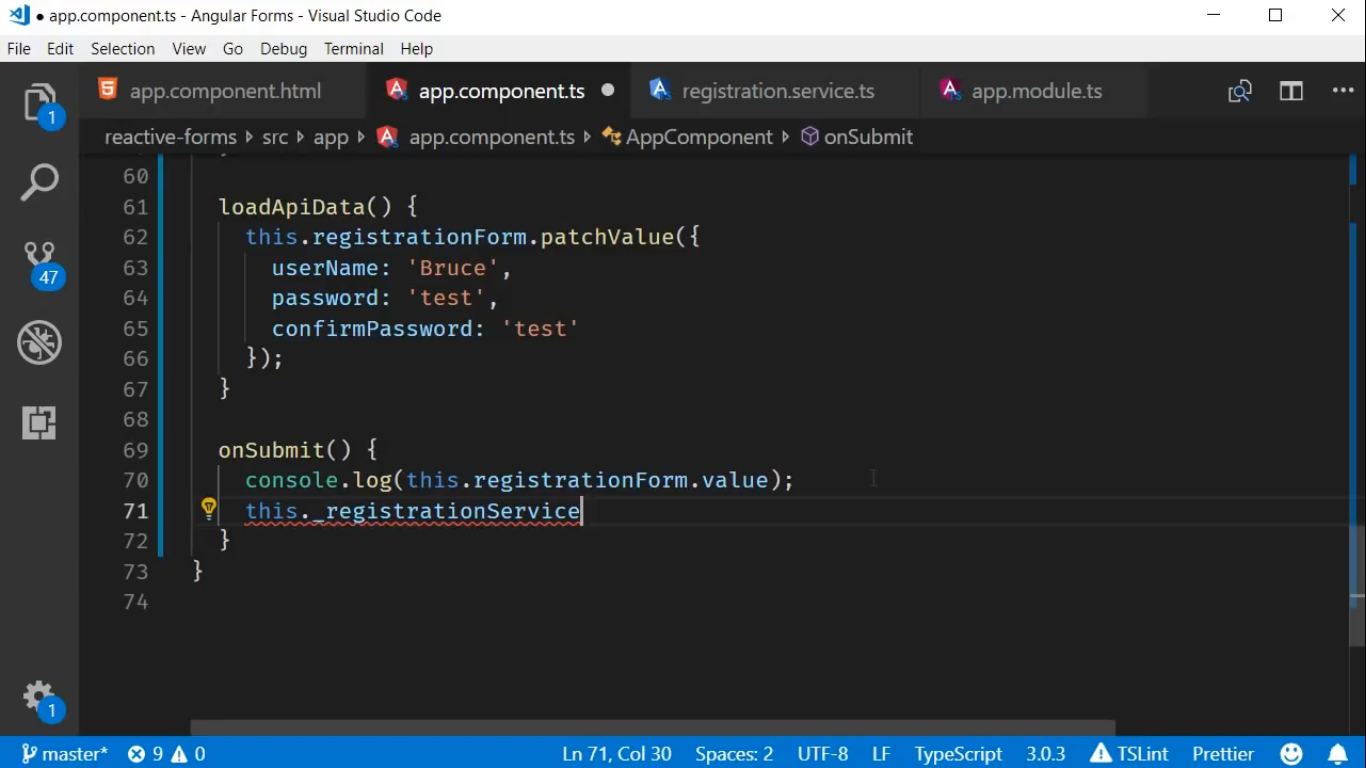 ● app.component.ts - Angular Forms - Visual Studio Code
File Edit Selection View Go Debug Terminal Help
app.component.html app.component.ts ● registration.service.ts app.module.ts
reactive-forms src app app.component.ts AppComponent onSubmit
60
61 loadApiData() {
62 this.registrationForm.patchValue({
63 userName: 'Bruce',
64 password: 'test',
65 confirmPassword: 'test'
66 });
67 }
68
69 onSubmit() {
70 console.log(this.registrationForm.value);
71 this._registrationService
72 }
73 }
74
1
47
1
master* 9 0 Ln 71, Col 30 Spaces: 2 UTF-8 LF TypeScript 3.0.3 TSLint Prettier